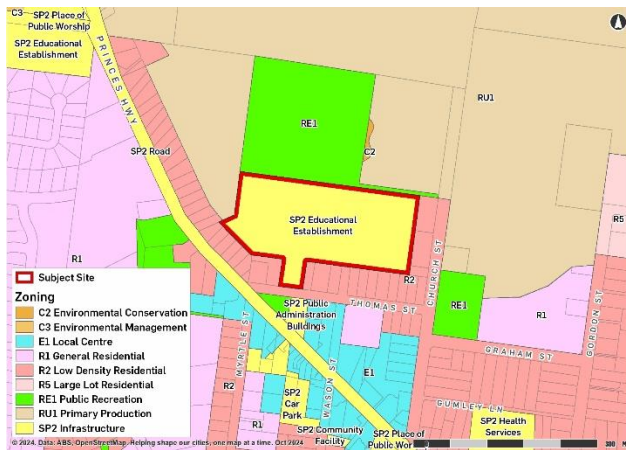 C3
SP2 Place of
Public Worship
SP2 Educational
Establishment
PRINCES HWY
SP2 Road
RE1
C2
RU1
SP2 Educational
Establishment
R5
R1
R2
CHURCH ST
THOMAS ST
RE1
R1
GORDON ST
GRAHAM ST
SP2 Public
Administration
Buildings
MYRTLE ST
WASON ST
E1
R2
R1
SP2
Car
Park
SP2 Community
Facility
SP2 Place of
Public Wor
GUMLEY LN
SP2 Health
Services
Subject Site
Zoning
C2 Environmental Conservation
C3 Environmental Management
E1 Local Centre
R1 General Residential
R2 Low Density Residential
R5 Large Lot Residential
RE1 Public Recreation
RU1 Primary Production
SP2 Infrastructure
© 2024. Data: ABS, OpenStreetMap, Helping shape our cities, one map at a time. Oct 2024